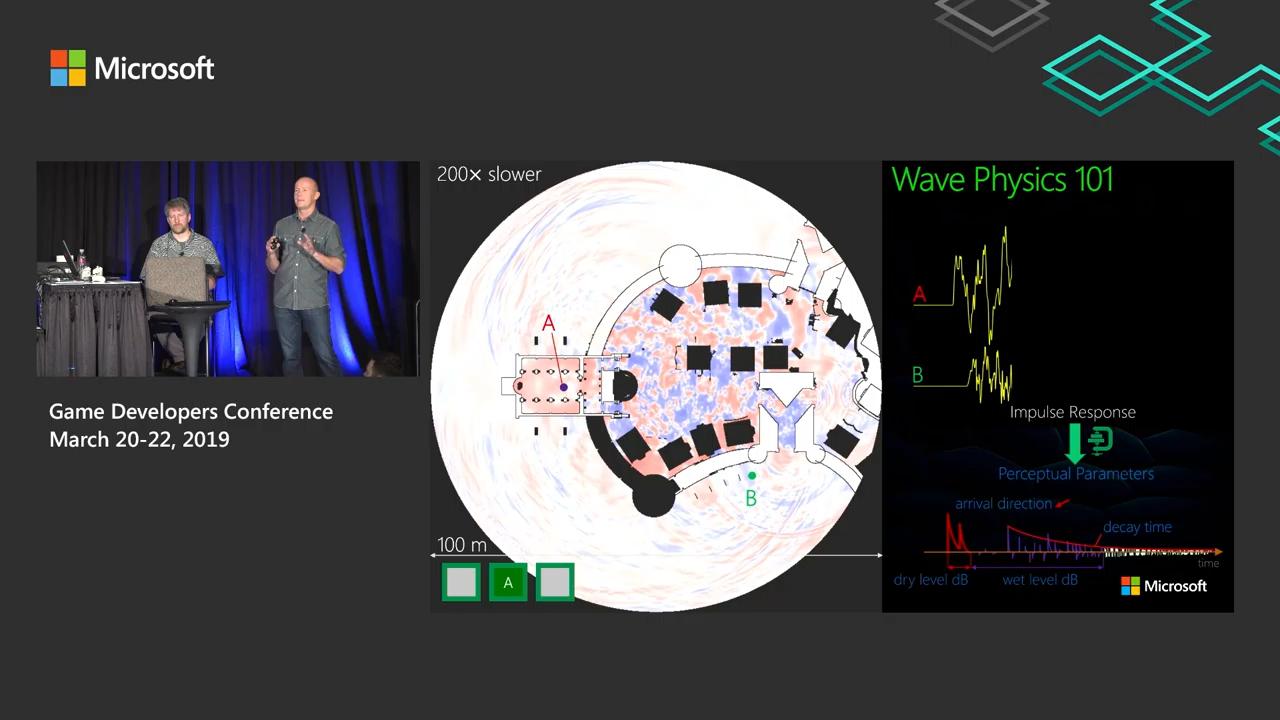 Microsoft
Game Developers Conference
March 20-22, 2019
200× slower
A
B
100 m
A
Wave Physics 101
A
B
Impulse Response
Perceptual Parameters
arrival direction
decay time
time
dry level dB
wet level dB
Microsoft